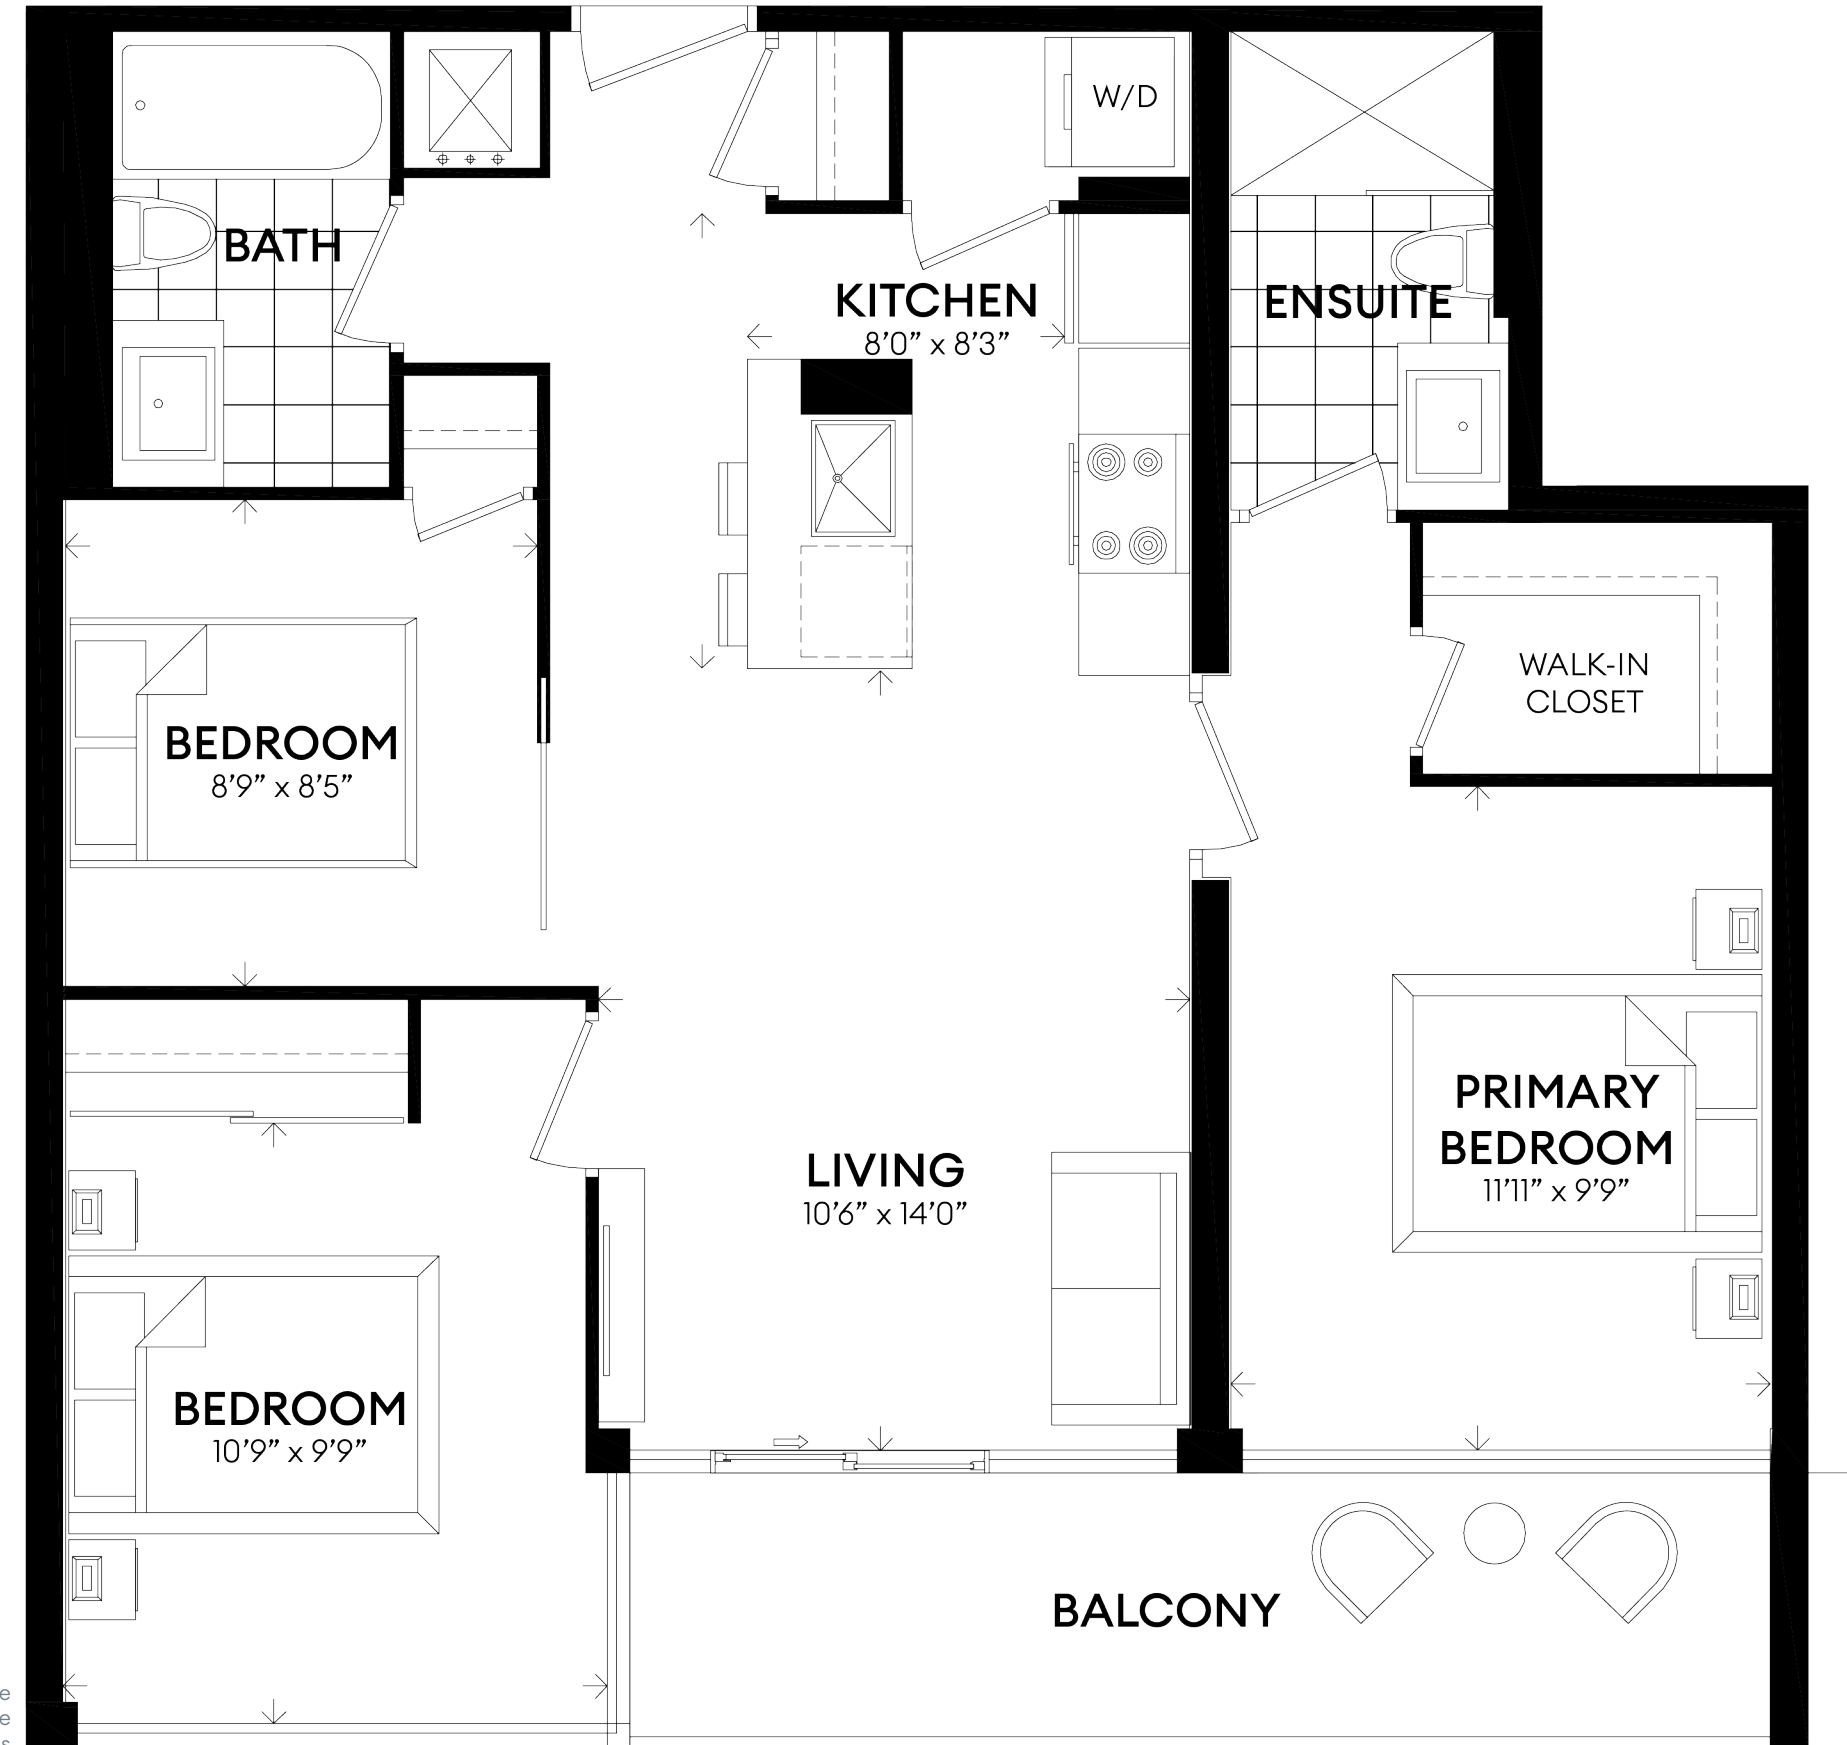 W/D
BATH
KITCHEN
8'0” x 8'3”
ENSUITE
WALK-IN
CLOSET
BEDROOM
8'9” x 8'5”
PRIMARY
BEDROOM
11'11” x 9'9”
LIVING
10'6” x 14'0”
BEDROOM
10'9” x 9'9”
BALCONY
e
e
s